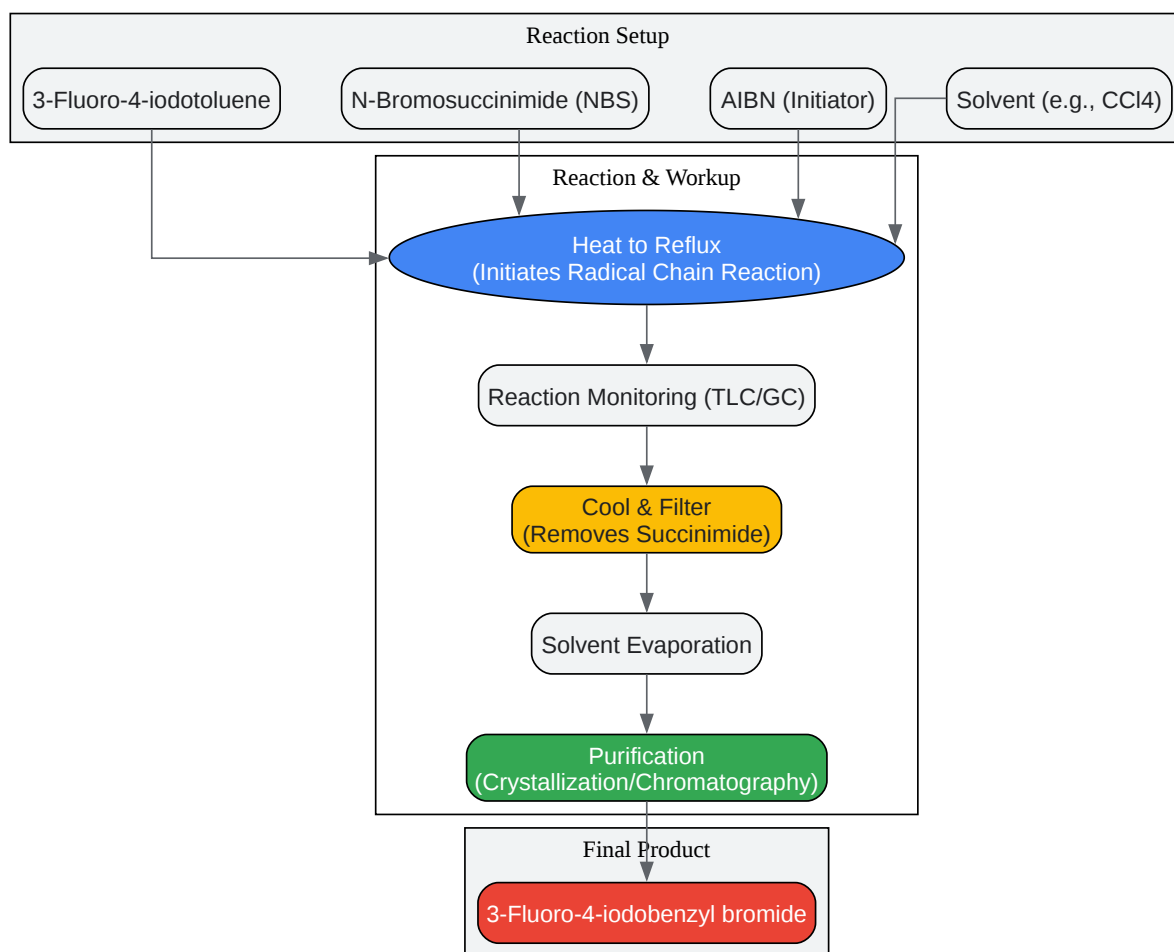 Reaction Setup
3-Fluoro-4-iodotoluene
N-Bromosuccinimide (NBS)
AIBN (Initiator)
Solvent (e.g., CCl4)
Reaction & Workup
Heat to Reflux
(Initiates Radical Chain Reaction)
Reaction Monitoring (TLC/GC)
Cool & Filter
(Removes Succinimide)
Solvent Evaporation
Purification
(Crystallization/Chromatography)
Final Product
3-Fluoro-4-iodobenzyl bromide